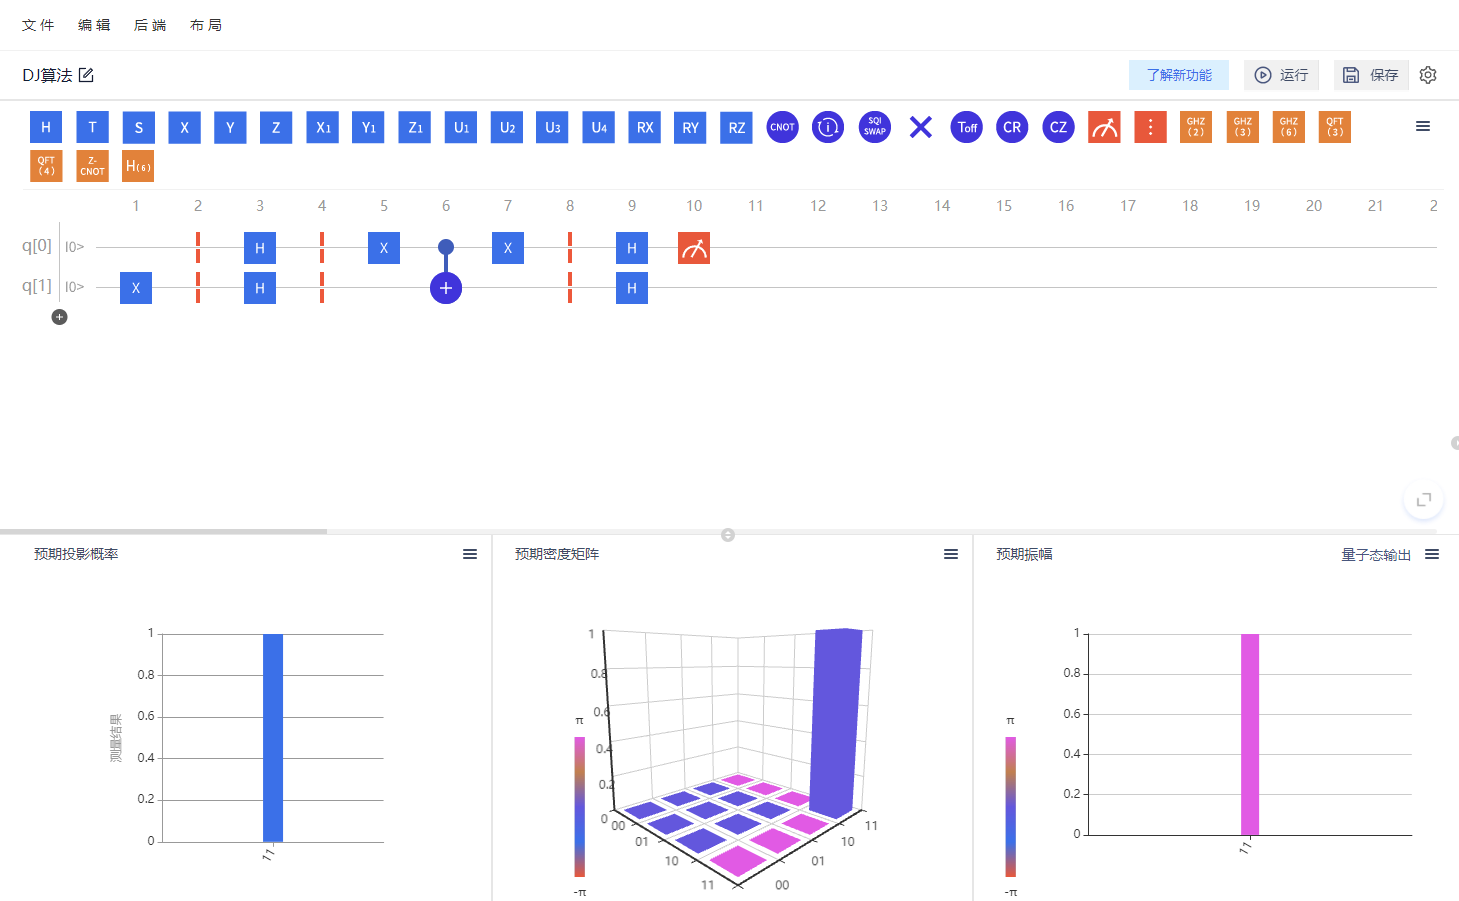 文件 编辑 后端 布局
DJ算法 了解新功能 运行 保存
H T S X Y Z X1 Y1 Z1 U1 U2 U3 U4 RX RY RZ CNOT i SQI SWAP Toff CR CZ GHZ (2) GHZ (3) GHZ (6) QFT (3)
QFT (4) Z-CNOT H(6)
1 2 3 4 5 6 7 8 9 10 11 12 13 14 15 16 17 18 19 20 21 2
q[0] |0> H X X H
q[1] |0> X H + H
+
预期投影概率
测量结果
1
0.8
0.6
0.4
0.2
0
11
预期密度矩阵
π
-π
1
0.8
0.6
0.4
0.2
0
00
01
10
11
00
01
10
11
预期振幅 量子态输出
π
-π
1
0.8
0.6
0.4
0.2
0
11